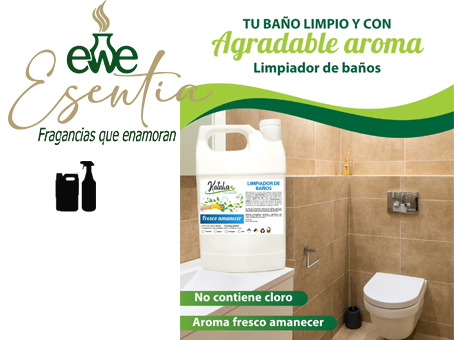 ewe
Esentia
Fragancias que enamoran
TU BAÑO LIMPIO Y CON
Agradable aroma
Limpiador de baños
LIMPIADOR DE
BAÑOS
Fresco amanecer
No contiene cloro
Aroma fresco amanecer